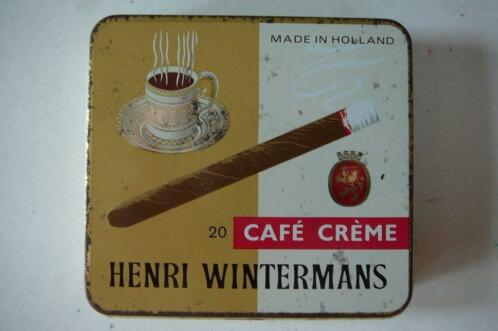 MADE IN HOLLAND
20 CAFÉ CRÈME
HENRI WINTERMANS